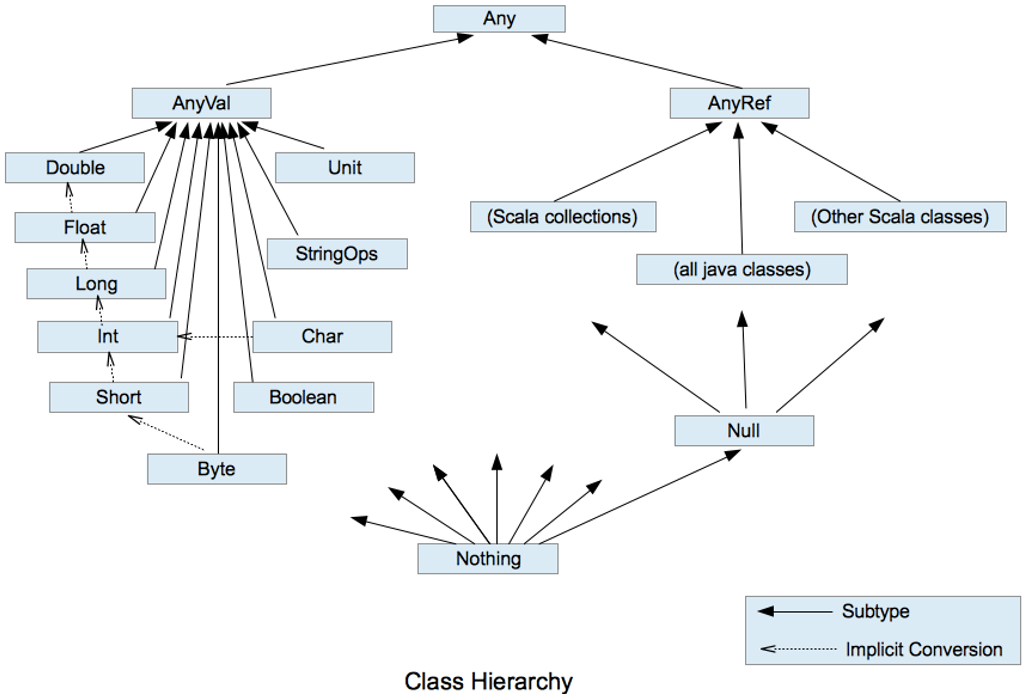 Any
AnyVal
AnyRef
Double
Unit
Float
(Scala collections)
(Other Scala classes)
StringOps
Long
(all java classes)
Int
Char
Short
Boolean
Null
Byte
Nothing
Subtype
Implicit Conversion
Class Hierarchy